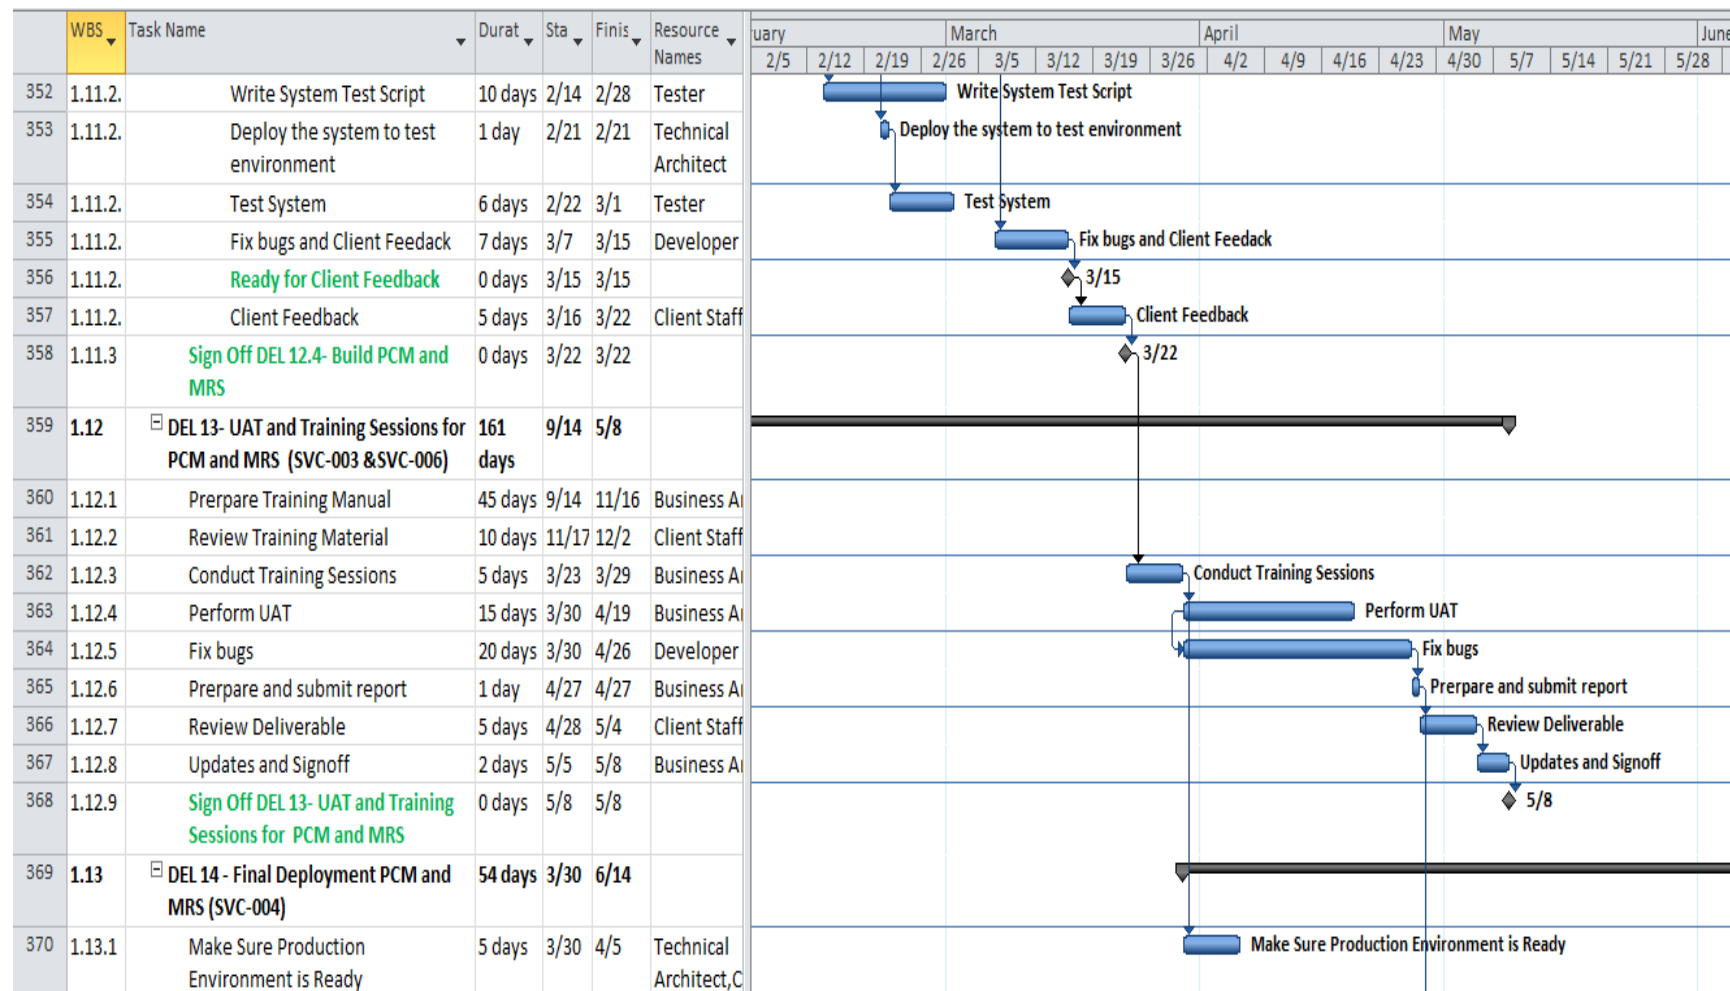 WBS Task Name Durat Sta Finis Resource Names
uary March April May June
2/5 2/12 2/19 2/26 3/5 3/12 3/19 3/26 4/2 4/9 4/16 4/23 4/30 5/7 5/14 5/21 5/28
352 1.11.2. Write System Test Script 10 days 2/14 2/28 Tester Write System Test Script
353 1.11.2. Deploy the system to test 1 day 2/21 2/21 Technical Deploy the system to test environment
environment Architect
354 1.11.2. Test System 6 days 2/22 3/1 Tester Test System
355 1.11.2. Fix bugs and Client Feedack 7 days 3/7 3/15 Developer Fix bugs and Client Feedack
356 1.11.2. Ready for Client Feedback 0 days 3/15 3/15 3/15
357 1.11.2. Client Feedback 5 days 3/16 3/22 Client Staff Client Feedback
358 1.11.3 Sign Off DEL 12.4- Build PCM and 0 days 3/22 3/22 3/22
MRS
359 1.12 DEL 13- UAT and Training Sessions for 161 9/14 5/8
PCM and MRS (SVC-003 &SVC-006) days
360 1.12.1 Prerpare Training Manual 45 days 9/14 11/16 Business A
361 1.12.2 Review Training Material 10 days 11/17 12/2 Client Staff
362 1.12.3 Conduct Training Sessions 5 days 3/23 3/29 Business A Conduct Training Sessions
363 1.12.4 Perform UAT 15 days 3/30 4/19 Business A Perform UAT
364 1.12.5 Fix bugs 20 days 3/30 4/26 Developer Fix bugs
365 1.12.6 Prerpare and submit report 1 day 4/27 4/27 Business A Prerpare and submit report
366 1.12.7 Review Deliverable 5 days 4/28 5/4 Client Staff Review Deliverable
367 1.12.8 Updates and Signoff 2 days 5/5 5/8 Business A Updates and Signoff
368 1.12.9 Sign Off DEL 13- UAT and Training 0 days 5/8 5/8 5/8
Sessions for PCM and MRS
369 1.13 DEL 14 - Final Deployment PCM and 54 days 3/30 6/14
MRS (SVC-004)
370 1.13.1 Make Sure Production 5 days 3/30 4/5 Technical Make Sure Production Environment is Ready
Environment is Ready Architect,C